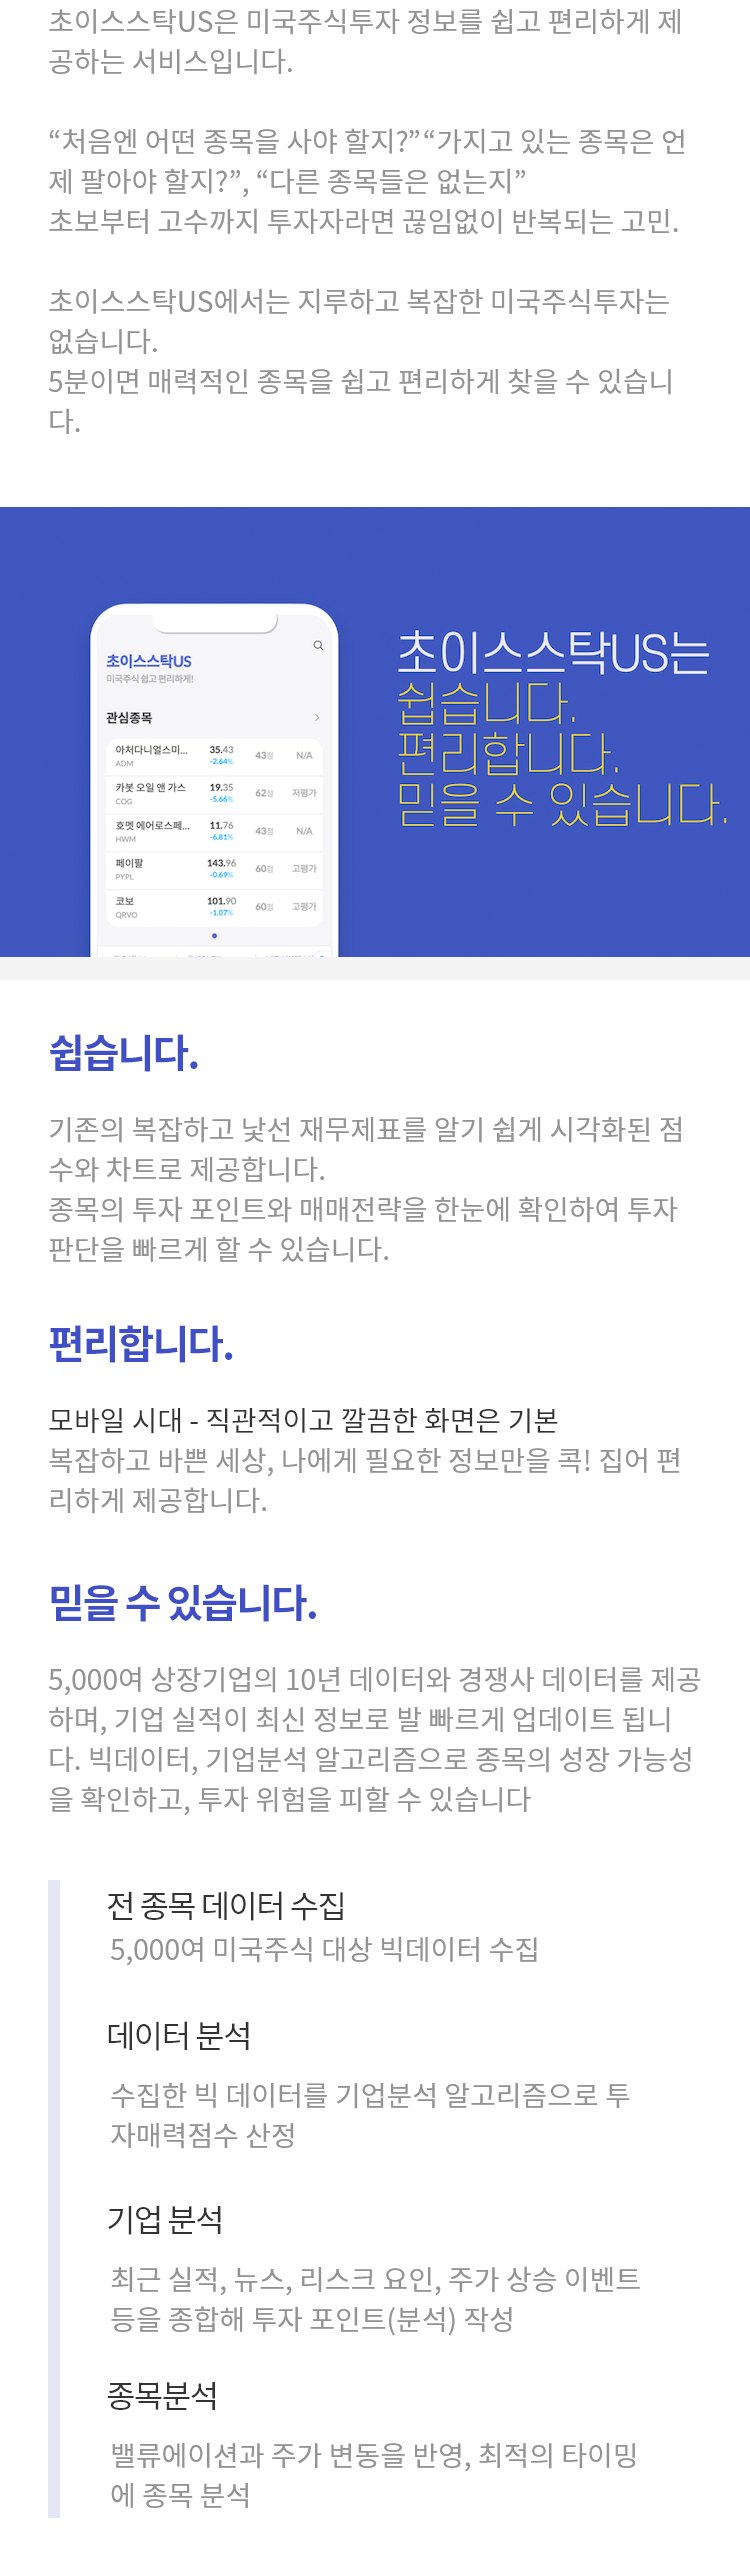 초이스스탁US은 미국주식투자 정보를 쉽고 편리하게 제
공하는 서비스입니다.
“처음엔 어떤 종목을 사야 할지?”“가지고 있는 종목은 언
제 팔아야 할지?”, “다른 종목들은 없는지”
초보부터 고수까지 투자자라면 끊임없이 반복되는 고민.
초이스스탁US에서는 지루하고 복잡한 미국주식투자는
없습니다.
5분이면 매력적인 종목을 쉽고 편리하게 찾을 수 있습니
다.
초이스스탁US
미국주식 쉽고 편리하게!
관심종목
아처다니얼스미... 35.43 43점 N/A
ADM -2.64%
카봇 오일 앤 가스 19.35 62점 저평가
COG -5.66%
호멧 에어로스페... 11.76 43점 N/A
HWM -6.81%
페이팔 143.96 60점 고평가
PYPL -0.69%
코보 101.90 60점 고평가
QRVO -1.07%
초이스스탁US는
쉽습니다.
편리합니다.
믿을 수 있습니다.
쉽습니다.
기존의 복잡하고 낯선 재무제표를 알기 쉽게 시각화된 점
수와 차트로 제공합니다.
종목의 투자 포인트와 매매전략을 한눈에 확인하여 투자
판단을 빠르게 할 수 있습니다.
편리합니다.
모바일 시대 - 직관적이고 깔끔한 화면은 기본
복잡하고 바쁜 세상, 나에게 필요한 정보만을 콕! 집어 편
리하게 제공합니다.
믿을 수 있습니다.
5,000여 상장기업의 10년 데이터와 경쟁사 데이터를 제공
하며, 기업 실적이 최신 정보로 발 빠르게 업데이트 됩니
다. 빅데이터, 기업분석 알고리즘으로 종목의 성장 가능성
을 확인하고, 투자 위험을 피할 수 있습니다
전 종목 데이터 수집
5,000여 미국주식 대상 빅데이터 수집
데이터 분석
수집한 빅 데이터를 기업분석 알고리즘으로 투
자매력점수 산정
기업 분석
최근 실적, 뉴스, 리스크 요인, 주가 상승 이벤트
등을 종합해 투자 포인트(분석) 작성
종목분석
밸류에이션과 주가 변동을 반영, 최적의 타이밍
에 종목 분석